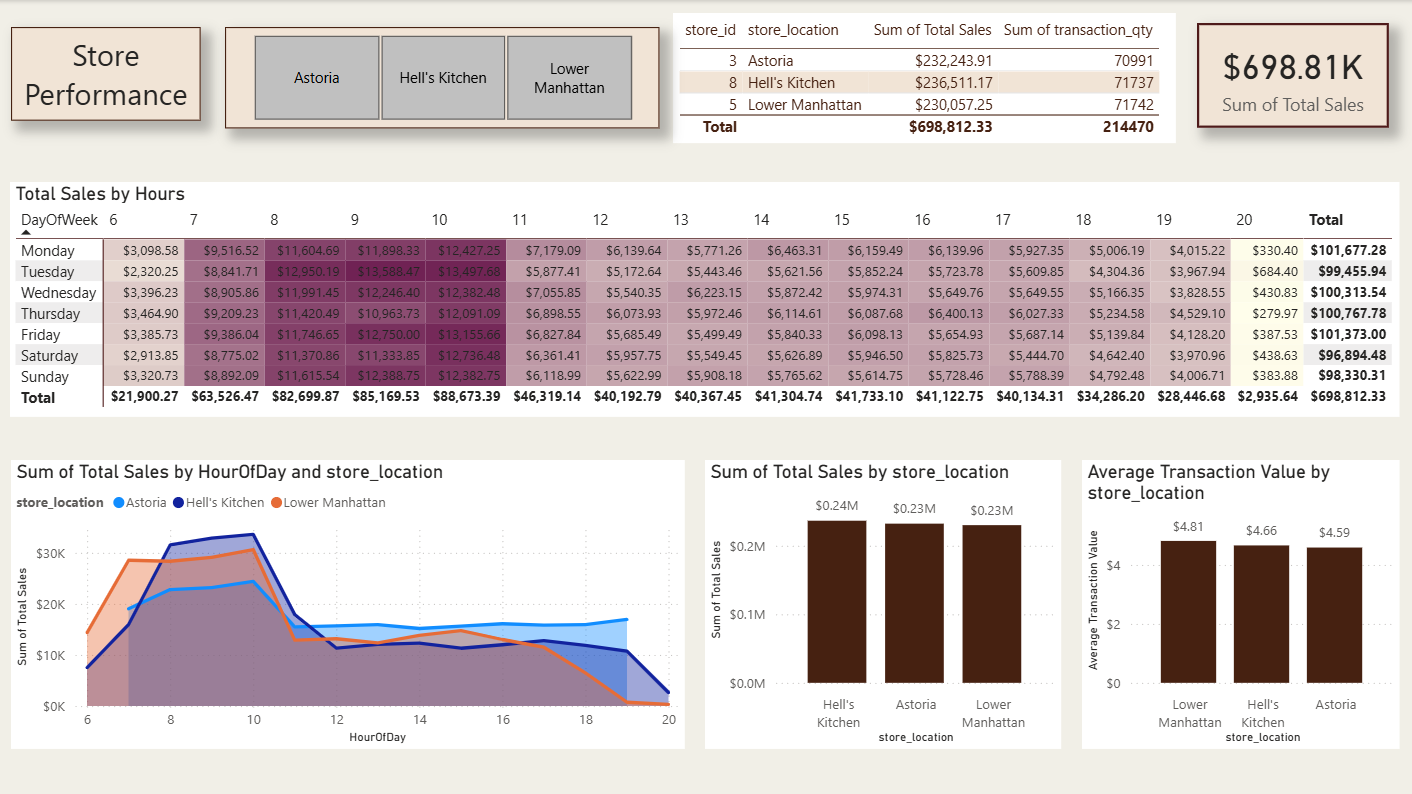 Store
Performance
Astoria
Hell's Kitchen
Lower
Manhattan
store_id store_location Sum of Total Sales Sum of transaction_qty
3 Astoria $232,243.91 70991
8 Hell's Kitchen $236,511.17 71737
5 Lower Manhattan $230,057.25 71742
Total $698,812.33 214470
$698.81K
Sum of Total Sales
Total Sales by Hours
DayOfWeek 6 7 8 9 10 11 12 13 14 15 16 17 18 19 20 Total
Monday $3,098.58 $9,516.52 $11,604.69 $11,898.33 $12,427.25 $7,179.09 $6,139.64 $5,771.26 $6,463.31 $6,159.49 $6,139.96 $5,927.35 $5,006.19 $4,015.22 $330.40 $101,677.28
Tuesday $2,320.25 $8,841.71 $12,950.19 $13,588.47 $13,497.68 $5,877.41 $5,172.64 $5,443.46 $5,621.56 $5,852.24 $5,723.78 $5,609.85 $4,304.36 $3,967.94 $684.40 $99,455.94
Wednesday $3,396.23 $8,905.86 $11,991.45 $12,246.40 $12,382.48 $7,055.85 $5,540.35 $6,223.15 $5,872.42 $5,974.31 $5,649.76 $5,649.55 $5,166.35 $3,828.55 $430.83 $100,313.54
Thursday $3,464.90 $9,209.23 $11,420.49 $10,963.73 $12,091.09 $6,898.55 $6,073.93 $5,972.46 $6,114.61 $6,087.68 $6,400.13 $6,027.33 $5,234.58 $4,529.10 $279.97 $100,767.78
Friday $3,385.73 $9,386.04 $11,746.65 $12,750.00 $13,155.66 $6,827.84 $5,685.49 $5,499.49 $5,840.33 $6,098.13 $5,654.93 $5,687.14 $5,139.84 $4,128.20 $387.53 $101,373.00
Saturday $2,913.85 $8,775.02 $11,370.86 $11,333.85 $12,736.48 $6,361.41 $5,957.75 $5,549.45 $5,626.89 $5,946.50 $5,825.73 $5,444.70 $4,642.40 $3,970.96 $438.63 $96,894.48
Sunday $3,320.73 $8,892.09 $11,615.54 $12,388.75 $12,382.75 $6,118.99 $5,622.99 $5,908.18 $5,765.62 $5,614.75 $5,728.46 $5,788.39 $4,792.48 $4,006.71 $383.88 $98,330.31
Total $21,900.27 $63,526.47 $82,699.87 $85,169.53 $88,673.39 $46,319.14 $40,192.79 $40,367.45 $41,304.74 $41,733.10 $41,122.75 $40,134.31 $34,286.20 $28,446.68 $2,935.64 $698,812.33
Sum of Total Sales by HourOfDay and store_location
store_location Astoria Hell's Kitchen Lower Manhattan
Sum of Total Sales
$30K
$20K
$10K
$0K
6 8 10 12 14 16 18 20
HourOfDay
Sum of Total Sales by store_location
Sum of Total Sales
$0.2M
$0.1M
$0.0M
$0.24M $0.23M $0.23M
Hell's Astoria Lower
Kitchen Manhattan
store_location
Average Transaction Value by
store_location
Average Transaction Value
$4
$2
$0
$4.81 $4.66 $4.59
Lower Hell's Astoria
Manhattan Kitchen
store_location